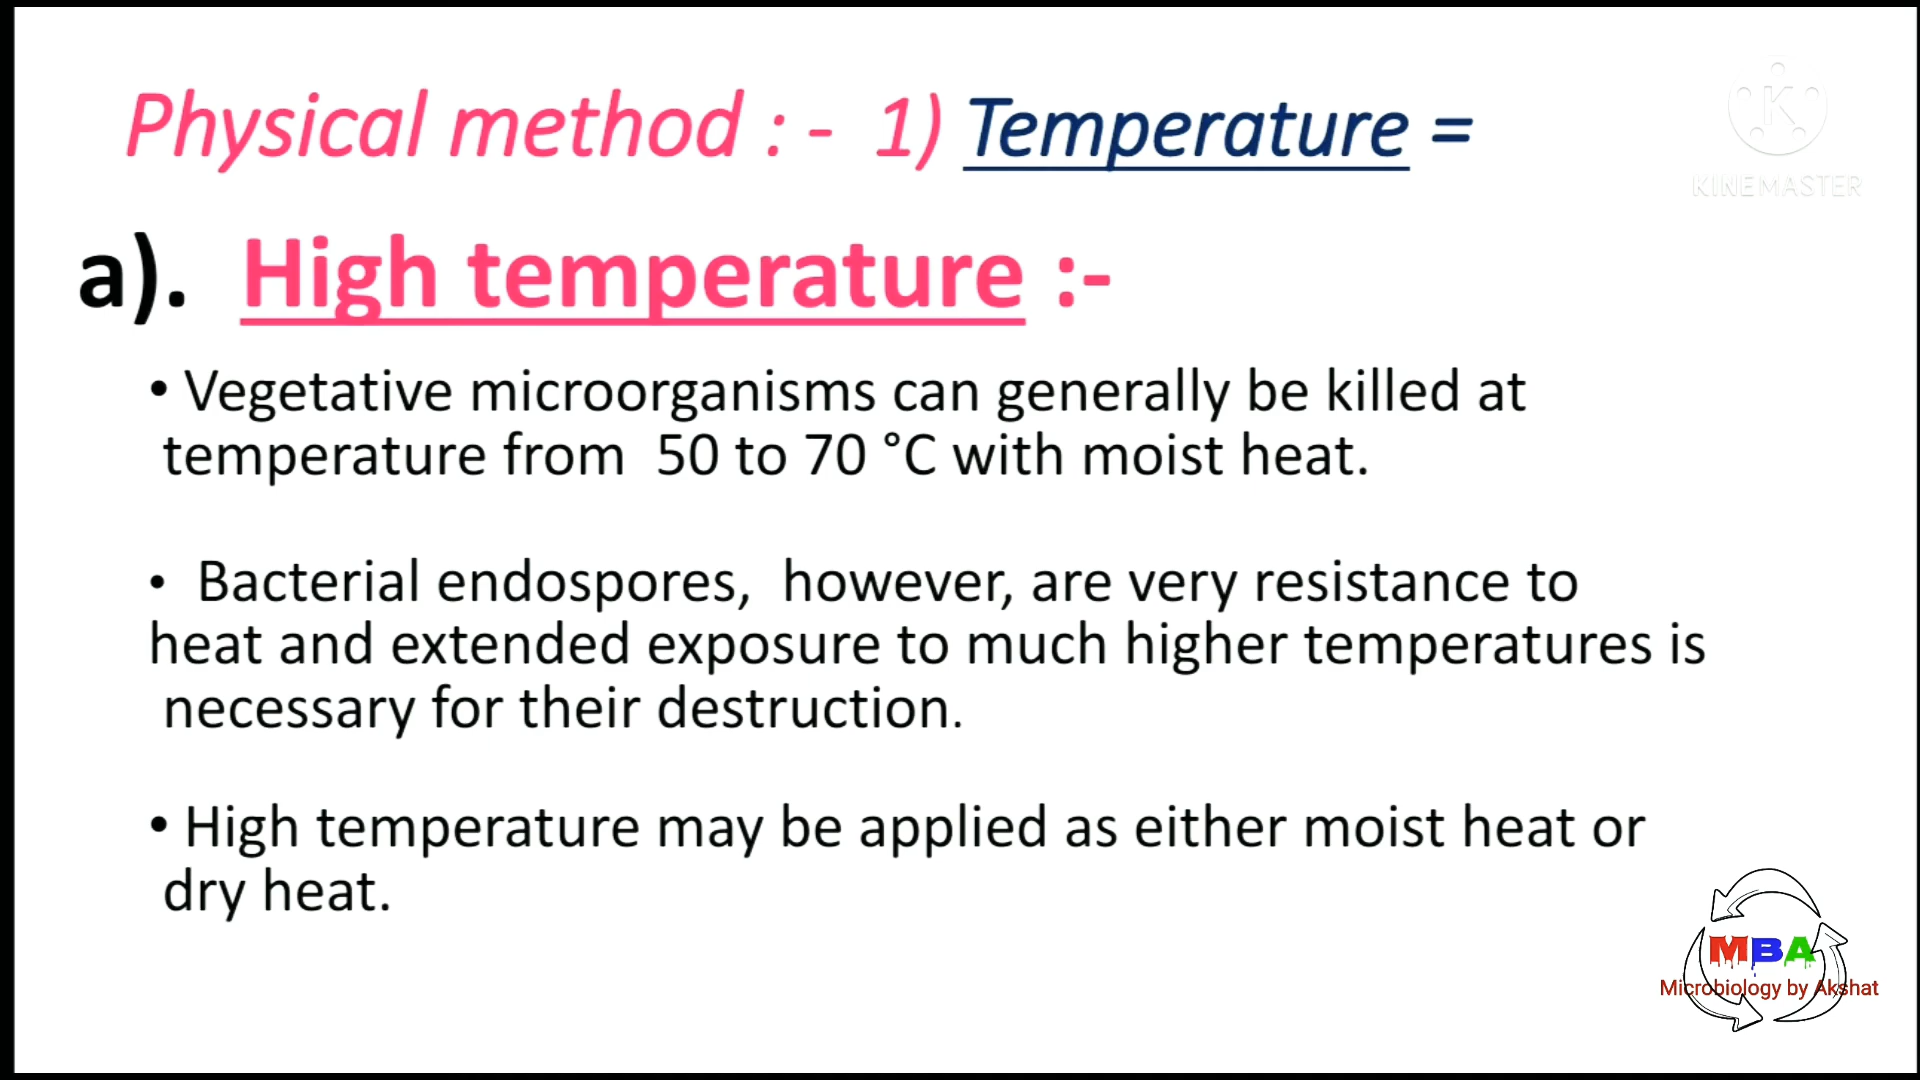 Physical method : - 1) Temperature =
KINEMASTER
a). High temperature :-
• Vegetative microorganisms can generally be killed at
temperature from 50 to 70 °C with moist heat.
• Bacterial endospores, however, are very resistance to
heat and extended exposure to much higher temperatures is
necessary for their destruction.
• High temperature may be applied as either moist heat or
dry heat.
MBA
Microbiology by Akshat